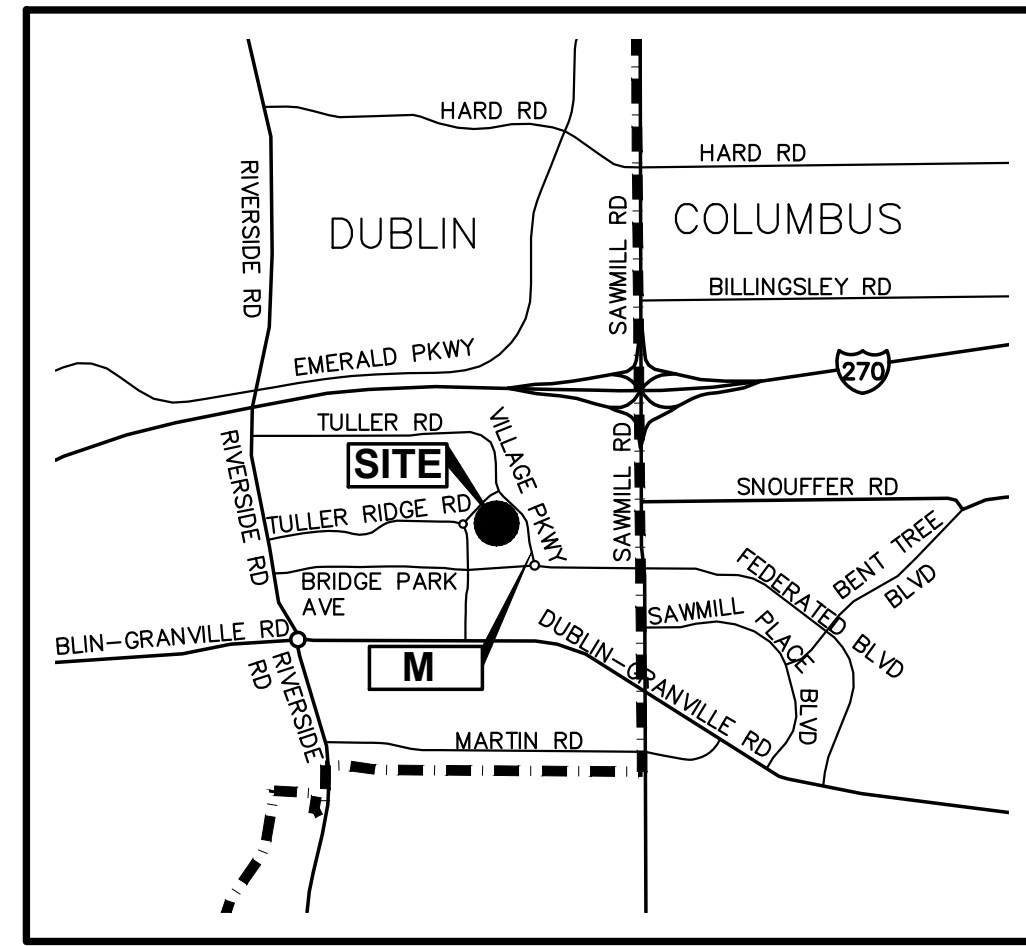 HARD RD
HARD RD
RIVERSIDE RD
DUBLIN
SAWMILL RD
COLUMBUS
BILLINGSLEY RD
EMERALD PKWY
270
TULLER RD
VILLAGE PKWY
RIVERSIDE RD
SITE
SAWMILL RD
SNOUFFER RD
TULLER RIDGE RD
BENT TREE
BLVD
BRIDGE PARK
AVE
FEDERATED BLVD
SAWMILL
PLACE
BLVD
BLIN-GRANVILLE RD
DUBLIN-GRANVILLE RD
RIVERSIDE
RD
M
MARTIN RD